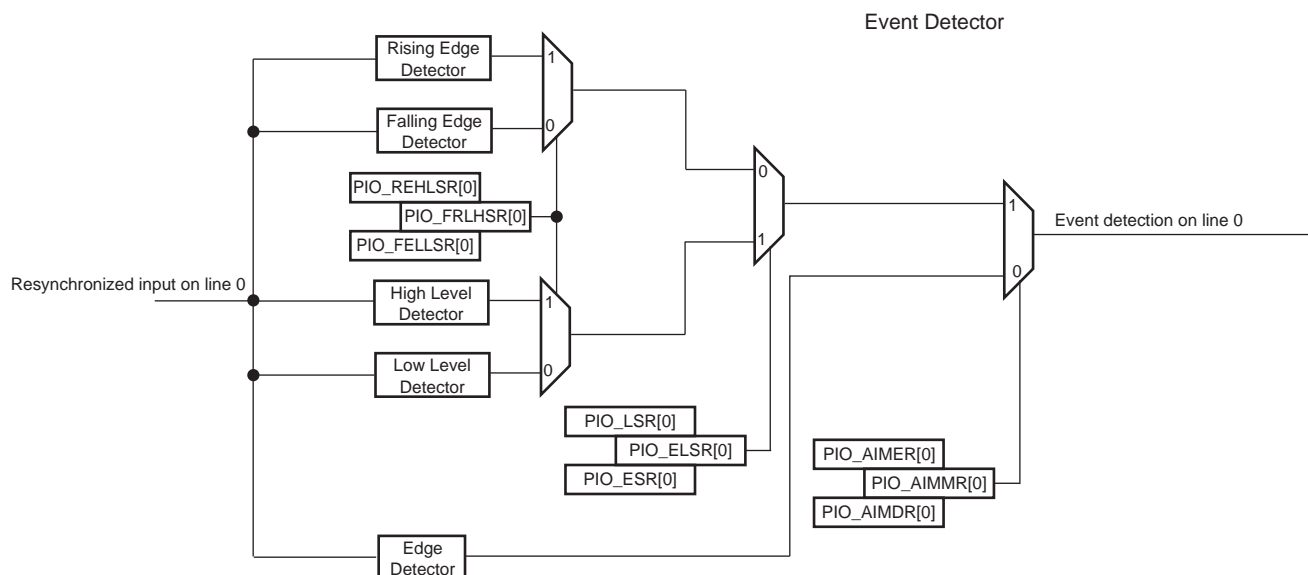 Event Detector
Rising Edge
Detector
1
Falling Edge
Detector
0
PIO_REHLSR[0]
PIO_FRLHSR[0]
PIO_FELLSR[0]
0
1
1
Event detection on line 0
0
Resynchronized input on line 0
High Level
Detector
1
Low Level
Detector
0
PIO_LSR[0]
PIO_ELSR[0]
PIO_ESR[0]
PIO_AIMER[0]
PIO_AIMMR[0]
PIO_AIMDR[0]
Edge
Detector